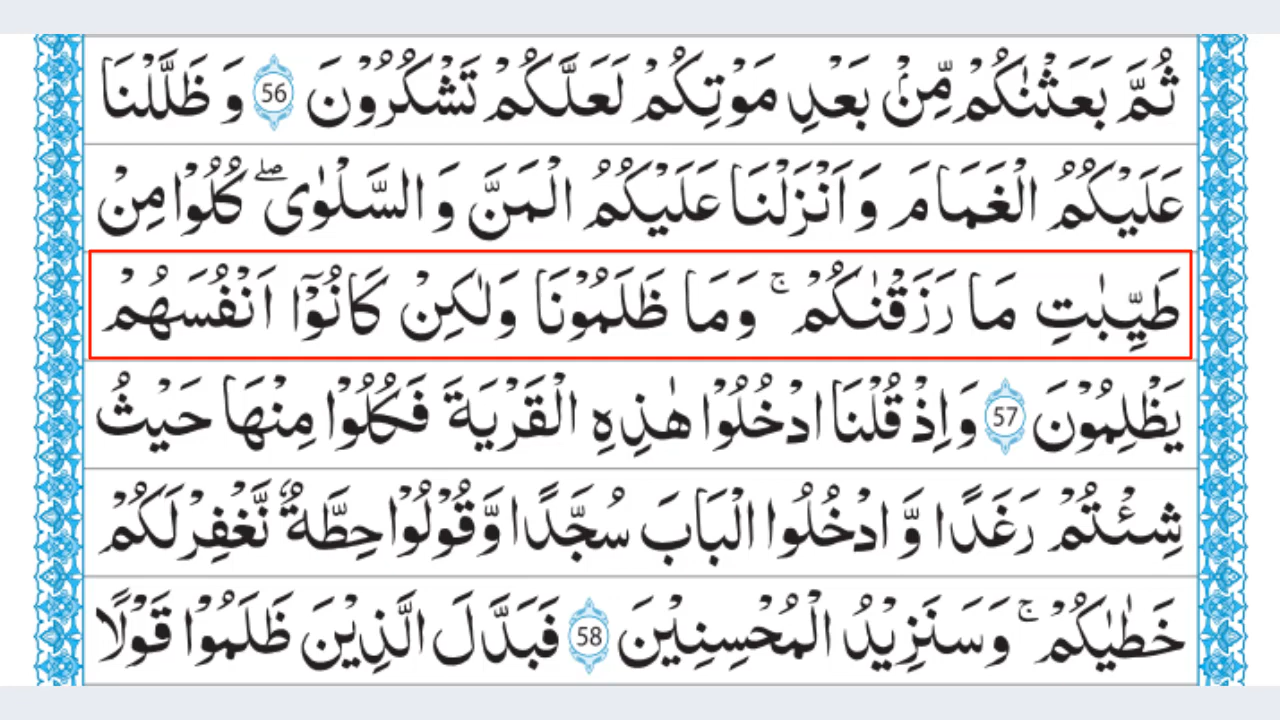 ثُمَّ بَعَثْنٰكُمْ مِّنْۢ بَعْدِ مَوْتِكُمْ لَعَلَّكُمْ تَشْكُرُوْنَ 56 وَ ظَلَّلْنَا
عَلَيْكُمُ الْغَمَامَ وَ اَنْزَلْنَا عَلَيْكُمُ الْمَنَّ وَ السَّلْوٰىؕ كُلُوْا مِنْ
طَيِّبٰتِ مَا رَزَقْنٰكُمْ ۚ وَمَا ظَلَمُوْنَا وَلٰكِنْ كَانُوْۤا اَنْفُسَهُمْ
يَظْلِمُوْنَ 57 وَاِذْ قُلْنَا ادْخُلُوْا هٰذِهِ الْقَرْيَةَ فَكُلُوْا مِنْهَا حَيْثُ
شِئْتُمْ رَغَدًا وَّ ادْخُلُوا الْبَابَ سُجَّدًا وَّقُوْلُوْا حِطَّةٌ نَّغْفِرْ لَكُمْ
خَطٰيٰكُمْ ۚ وَسَنَزِيْدُ الْمُحْسِنِيْنَ 58 فَبَدَّلَ الَّذِيْنَ ظَلَمُوْا قَوْلًا